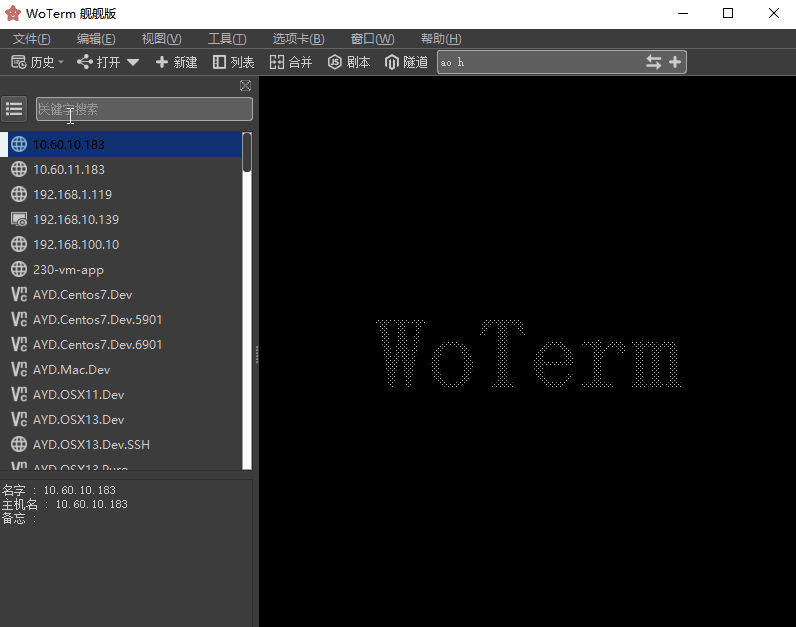 WoTerm 舰舰版
文件(F) 编辑(E) 视图(V) 工具(T) 选项卡(B) 窗口(W) 帮助(H)
历史 打开 新建 列表 合并 剧本 隧道 ao h
关键字搜索
10.60.10.183
10.60.11.183
192.168.1.119
192.168.10.139
192.168.100.10
230-vm-app
AYD.Centos7.Dev
AYD.Centos7.Dev.5901
AYD.Centos7.Dev.6901
AYD.Mac.Dev
AYD.OSX11.Dev
AYD.OSX13.Dev
AYD.OSX13.Dev.SSH
AYD.OSX13.Pure
WoTerm
名字 : 10.60.10.183
主机名 : 10.60.10.183
备忘 :